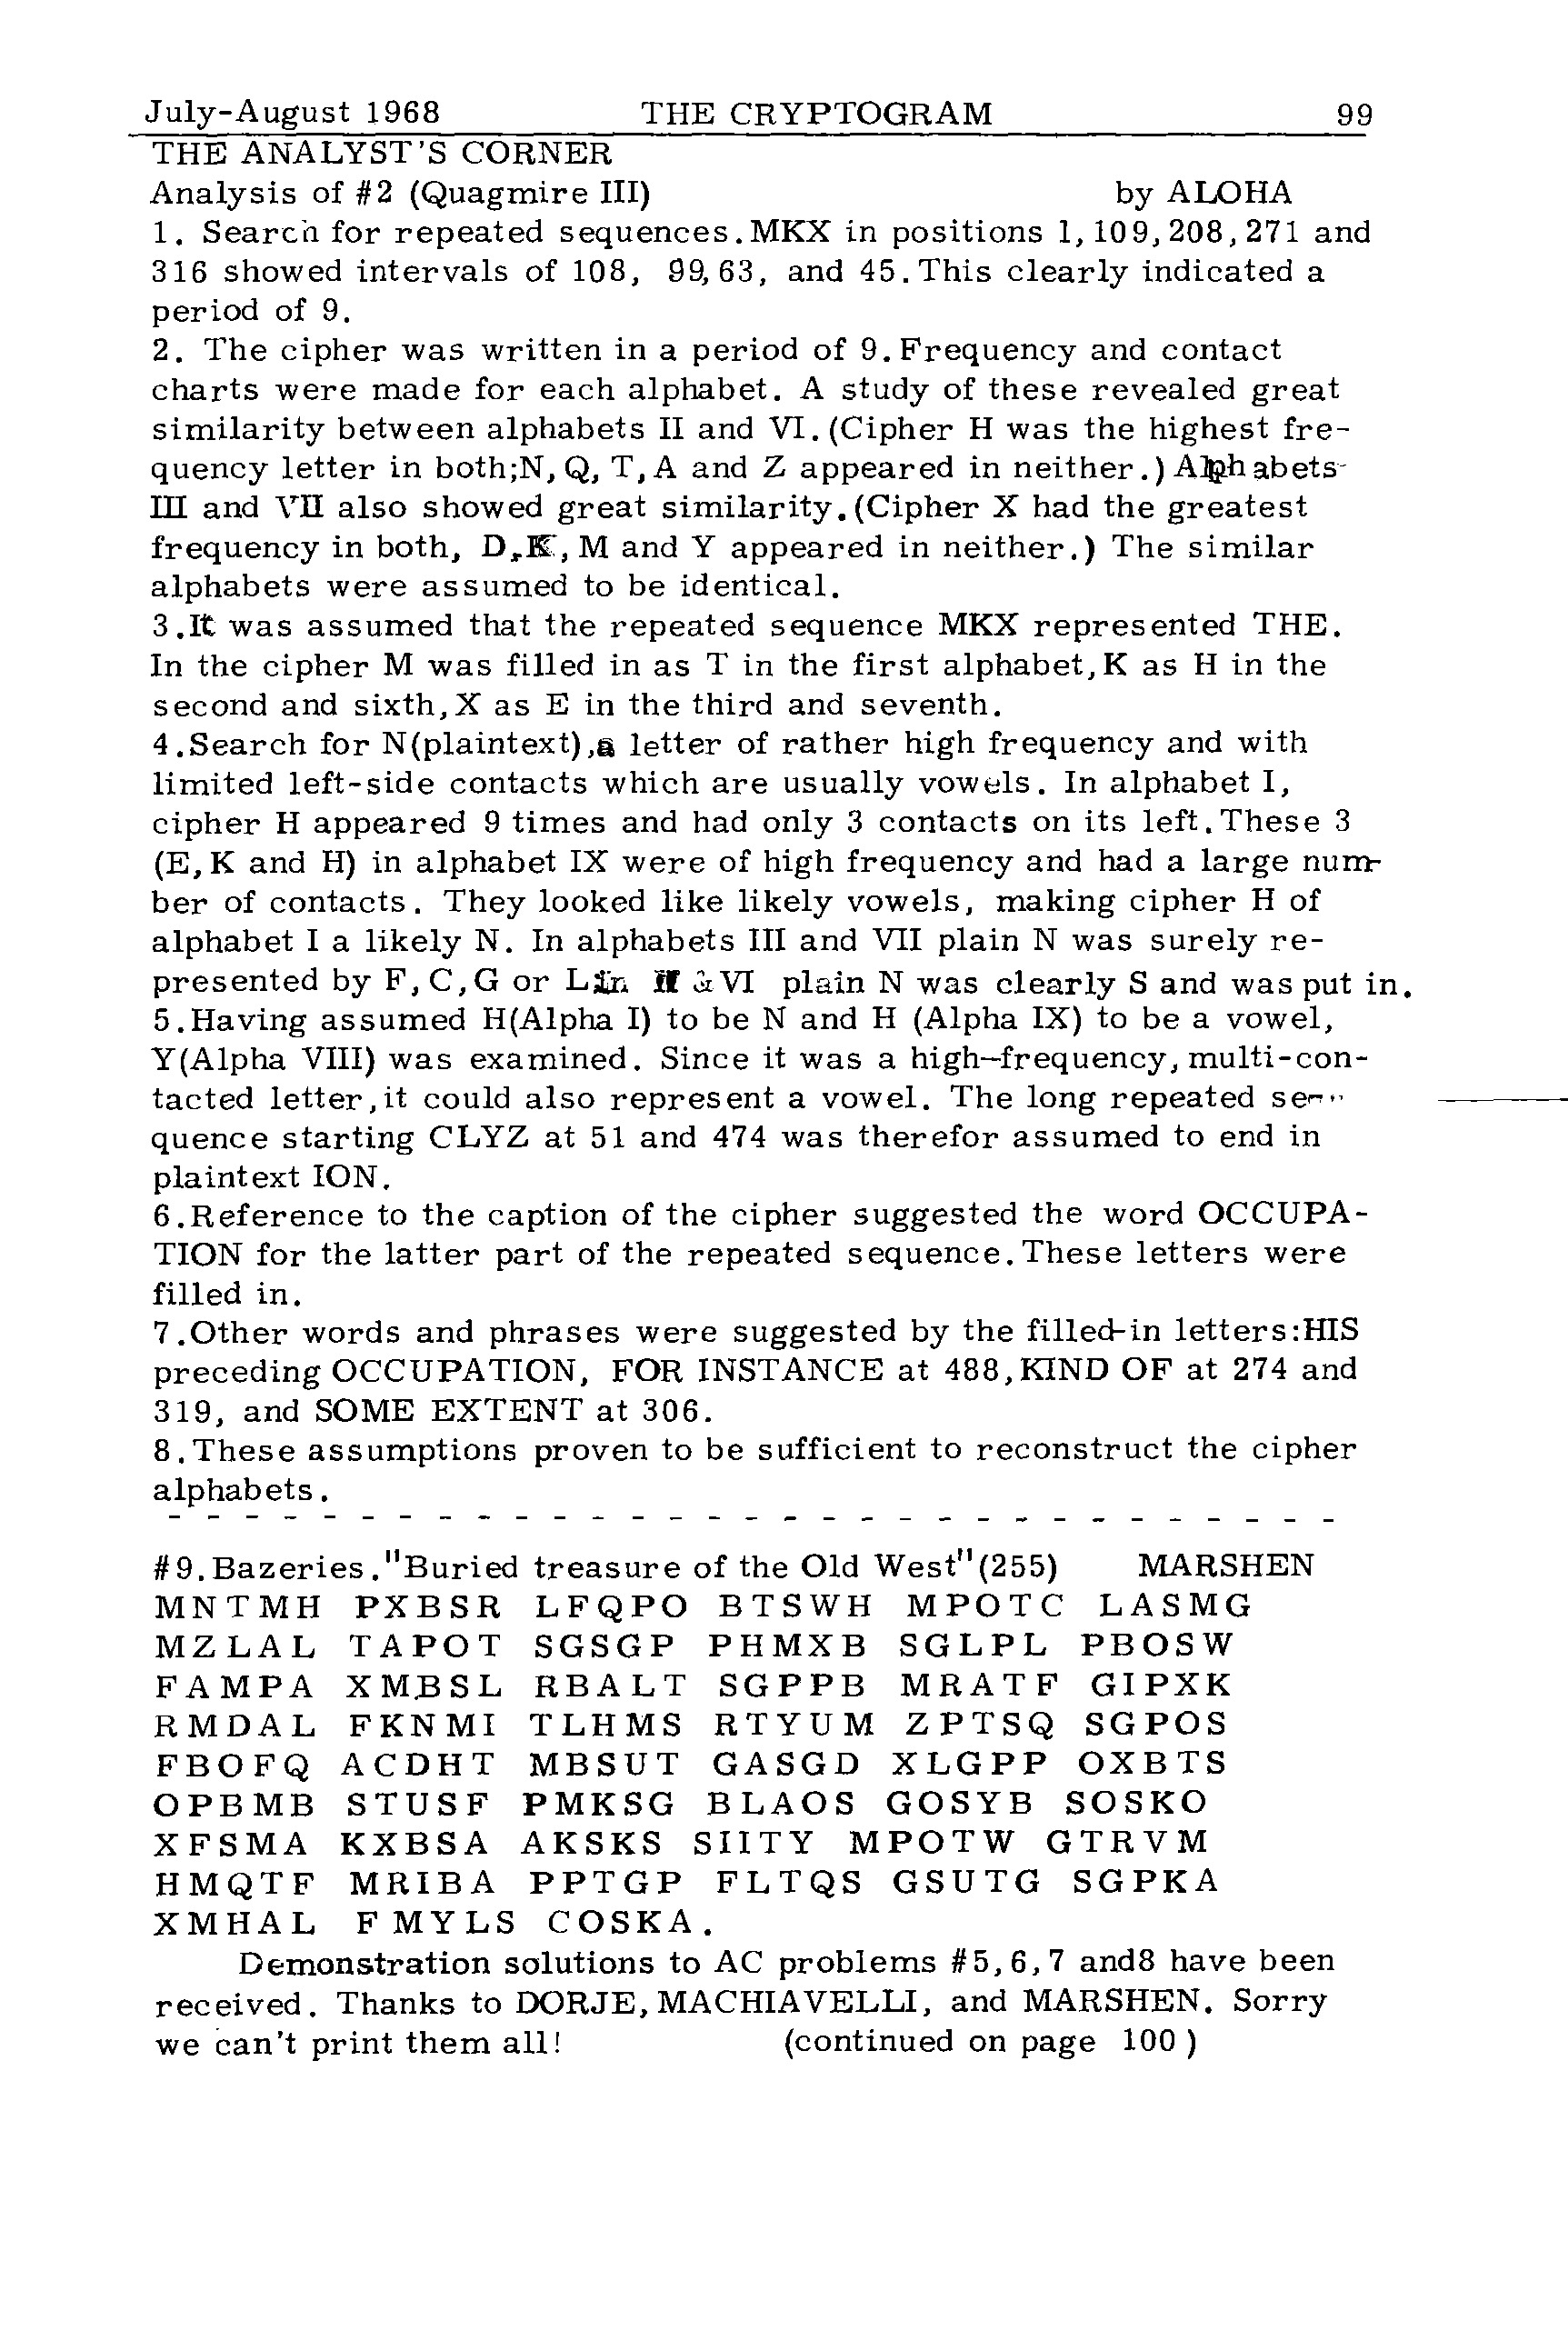 July-August 1968 THE CRYPTOGRAM 99
THE ANALYST'S CORNER
Analysis of #2 (Quagmire III) by ALOHA
1. Search for repeated sequences.MKX in positions 1,109,208,271 and
316 showed intervals of 108, 99,63, and 45.This clearly indicated a
period of 9.
2. The cipher was written in a period of 9.Frequency and contact
charts were made for each alphabet. A study of these revealed great
similarity between alphabets II and VI.(Cipher H was the highest fre-
quency letter in both;N,Q,T,A and Z appeared in neither.)Alphabets
III and VII also showed great similarity.(Cipher X had the greatest
frequency in both, D,K,M and Y appeared in neither.) The similar
alphabets were assumed to be identical.
3.It was assumed that the repeated sequence MKX represented THE.
In the cipher M was filled in as T in the first alphabet,K as H in the
second and sixth,X as E in the third and seventh.
4.Search for N(plaintext),a letter of rather high frequency and with
limited left-side contacts which are usually vowels. In alphabet I,
cipher H appeared 9 times and had only 3 contacts on its left.These 3
(E,K and H) in alphabet IX were of high frequency and had a large num-
ber of contacts. They looked like likely vowels, making cipher H of
alphabet I a likely N. In alphabets III and VII plain N was surely re-
presented by F,C,G or L in II & VI plain N was clearly S and was put in.
5.Having assumed H(Alpha I) to be N and H (Alpha IX) to be a vowel,
Y(Alpha VIII) was examined. Since it was a high-frequency,multi-con-
tacted letter,it could also represent a vowel. The long repeated se-
quence starting CLYZ at 51 and 474 was therefor assumed to end in
plaintext ION.
6.Reference to the caption of the cipher suggested the word OCCUPA-
TION for the latter part of the repeated sequence.These letters were
filled in.
7.Other words and phrases were suggested by the filled-in letters:HIS
preceding OCCUPATION, FOR INSTANCE at 488,KIND OF at 274 and
319, and SOME EXTENT at 306.
8.These assumptions proven to be sufficient to reconstruct the cipher
alphabets.
#9.Bazeries."Buried treasure of the Old West"(255) MARSHEN
MNTMH PXBSR LFQPO BTSWH MPOTC LASMG
MZLAL TAPOT SGSGP PHMXB SGLPL PBOSW
FAMPA XMBSL RBALT SGPPB MRATF GIPXK
RMDAL FKNMI TLHMS RTYUM ZPTSQ SGPOS
FBOFQ ACDHT MBSUT GASGD XLGPP OXBTS
OPBMB STUSF PMKSG BLAOS GOSYB SOSKO
XFSMA KXBSA AKSKS SIITY MPOTW GTRVM
HMQTF MRIBA PPTGP FLTQS GSUTG SGPKA
XMHAL FMYLS COSKA.
Demonstration solutions to AC problems #5,6,7 and8 have been
received. Thanks to DORJE,MACHIAVELLI, and MARSHEN. Sorry
we can't print them all! (continued on page 100 )